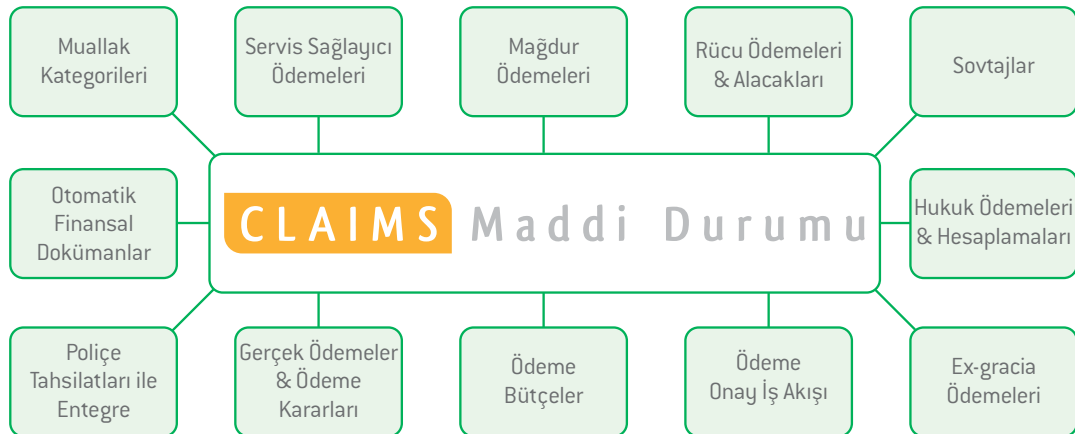 Muallak
Kategorileri
Servis Sağlayıcı
Ödemeleri
Mağdur
Ödemeleri
Rücu Ödemeleri
& Alacakları
Sovtajlar
Otomatik
Finansal
Dokümanlar
CLAIMS Maddi Durumu
Hukuk Ödemeleri
& Hesaplamaları
Poliçe
Tahsilatları ile
Entegre
Gerçek Ödemeler
& Ödeme
Kararları
Ödeme
Bütçeler
Ödeme
Onay İş Akışı
Ex-gracia
Ödemeleri